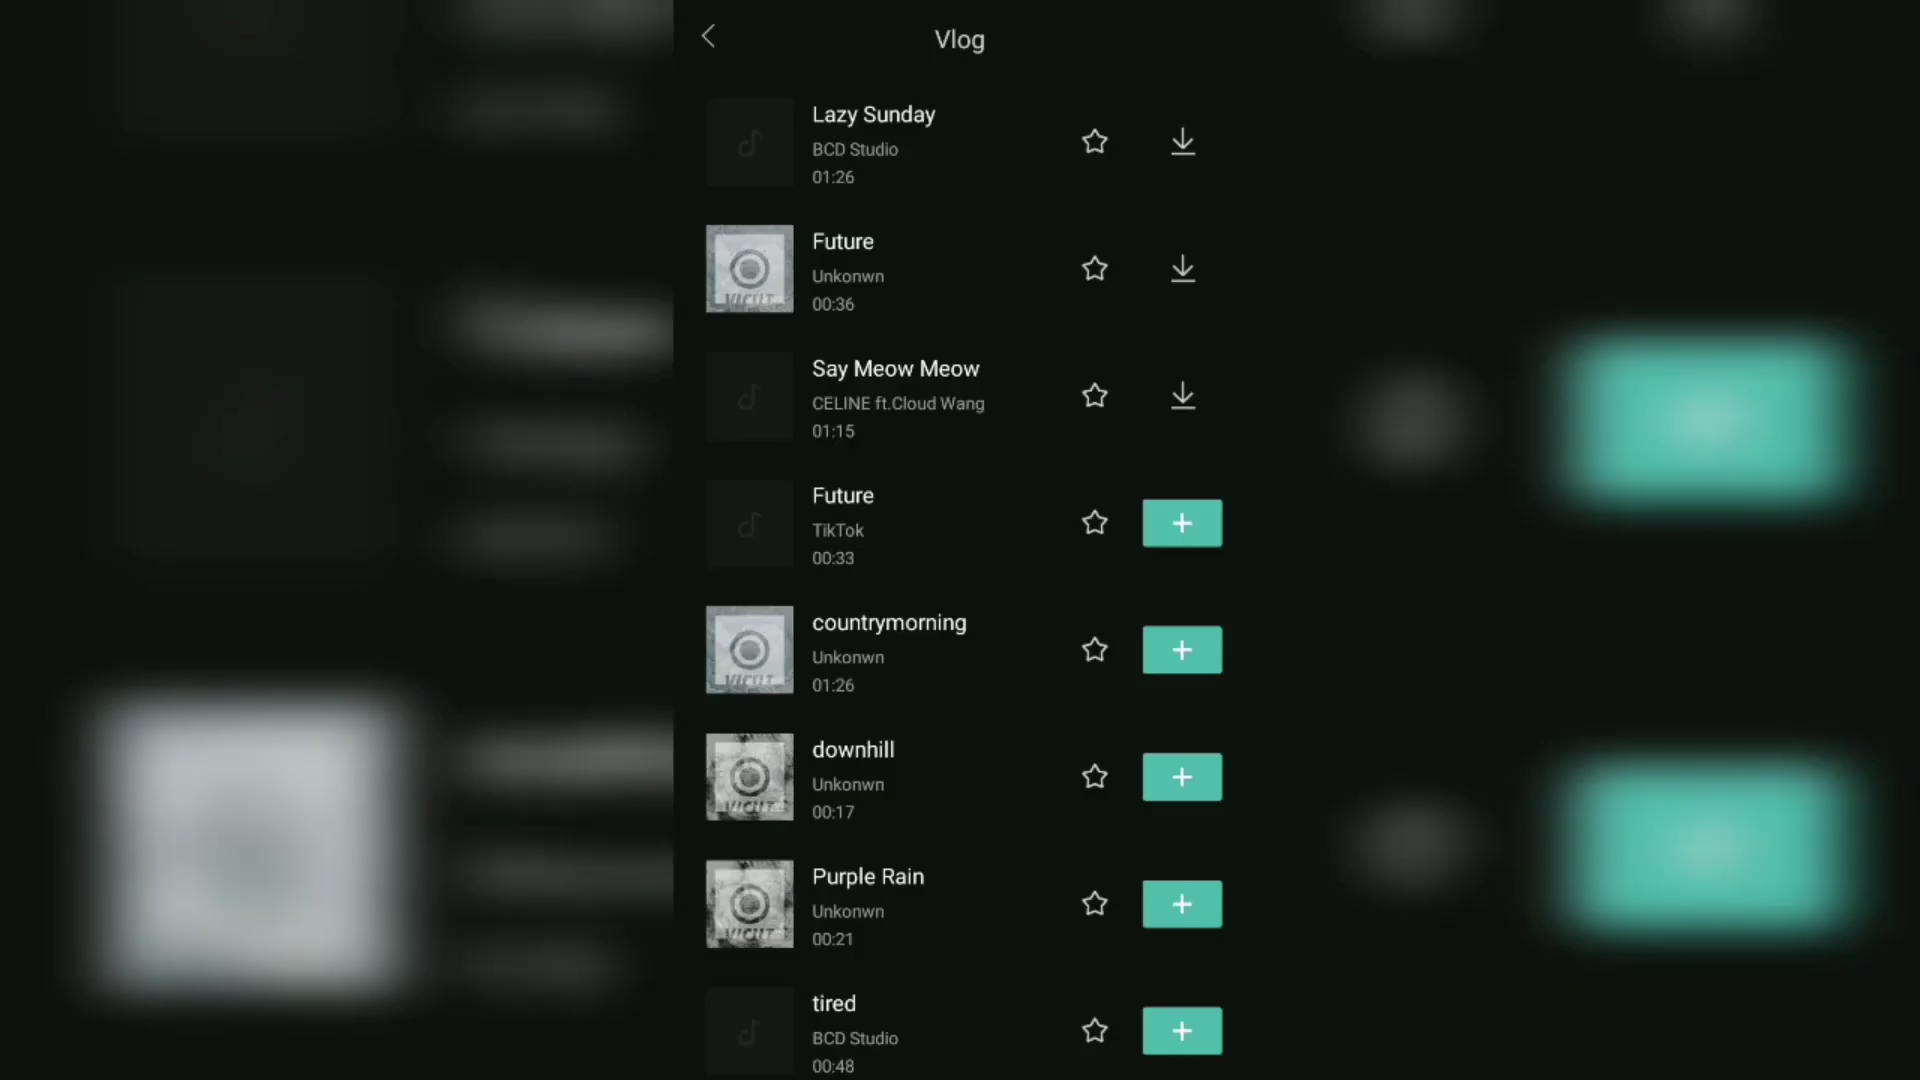 Vlog
Lazy Sunday
BCD Studio
01:26
Future
Unkonwn
00:36
Say Meow Meow
CELINE ft.Cloud Wang
01:15
Future
TikTok
00:33
countrymorning
Unkonwn
01:26
downhill
Unkonwn
00:17
Purple Rain
Unkonwn
00:21
tired
BCD Studio
00:48